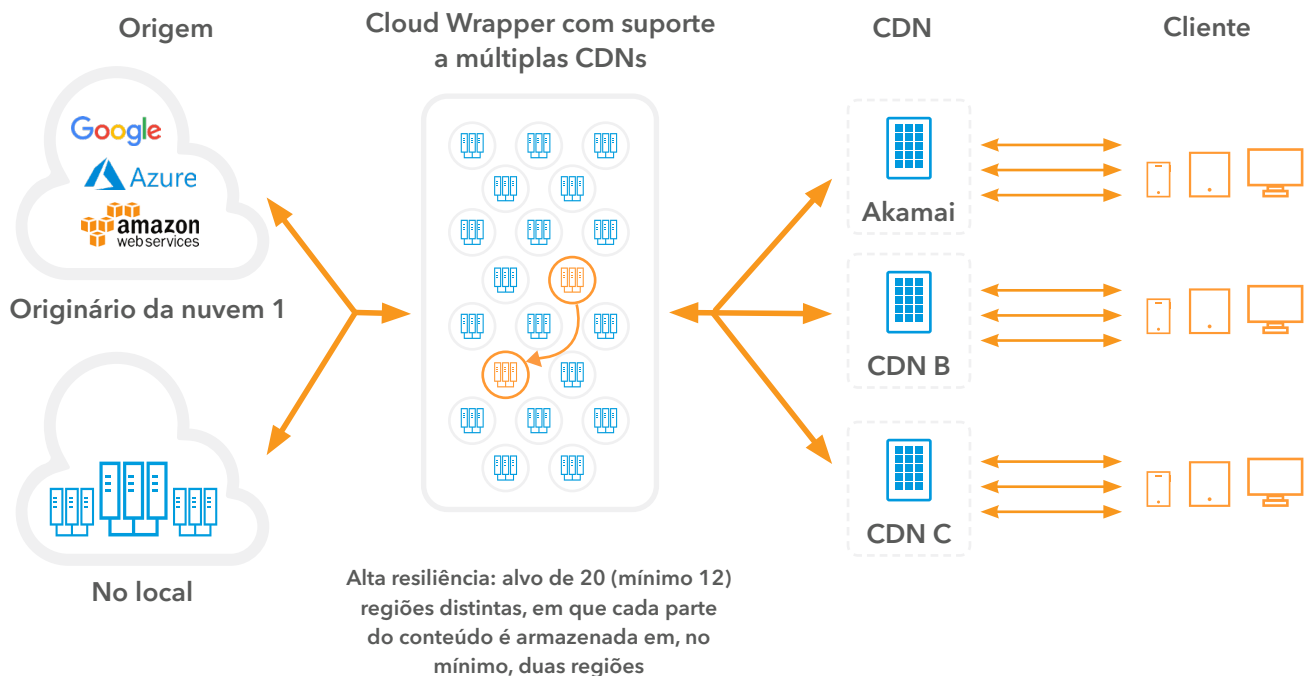 Origem
Cloud Wrapper com suporte
a múltiplas CDNs
CDN
Cliente
Google
Azure
amazon
webservices
Originário da nuvem 1
No local
Akamai
CDN B
CDN C
Alta resiliência: alvo de 20 (mínimo 12)
regiões distintas, em que cada parte
do conteúdo é armazenada em, no
mínimo, duas regiões